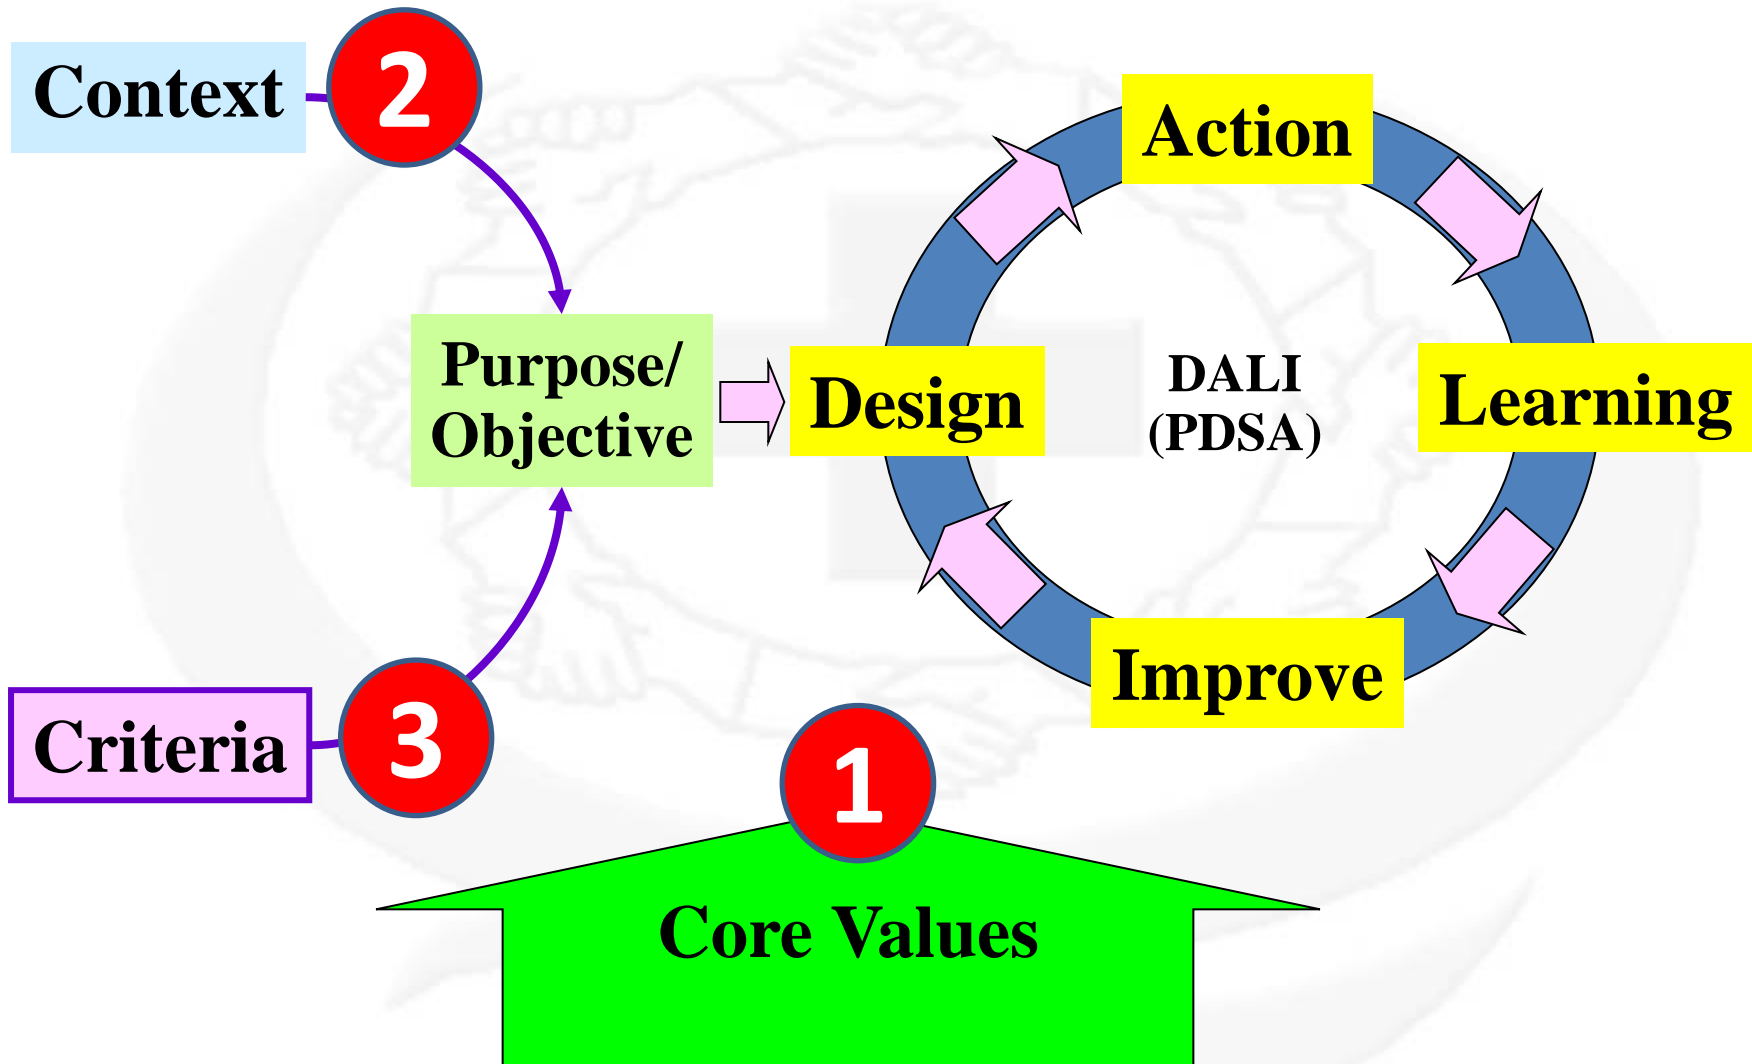 Context
2
Action
Purpose/
Objective
Design
DALI
(PDSA)
Learning
Improve
Criteria
3
1
Core Values